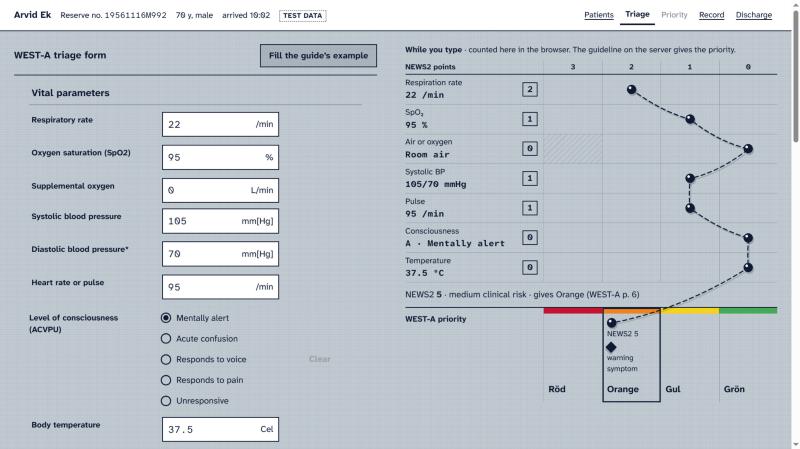 Arvid Ek Reserve no. 19561116M992 70 y, male arrived 10:02 TEST DATA Patients Triage Priority Record Discharge
WEST-A triage form
Fill the guide's example
Vital parameters
Respiratory rate 22 /min
Oxygen saturation (SpO2) 95 %
Supplemental oxygen 0 L/min
Systolic blood pressure 105 mm[Hg]
Diastolic blood pressure* 70 mm[Hg]
Heart rate or pulse 95 /min
Level of consciousness
(ACVPU)
Mentally alert
Acute confusion
Responds to voice
Clear
Responds to pain
Unresponsive
Body temperature 37.5 Cel
While you type · counted here in the browser. The guideline on the server gives the priority.
NEWS2 points 3 2 1 0
Respiration rate
22 /min 2
SpO₂
95 % 1
Air or oxygen
Room air 0
Systolic BP
105/70 mmHg 1
Pulse
95 /min 1
Consciousness
A · Mentally alert 0
Temperature
37.5 °C 0
NEWS2 5 · medium clinical risk · gives Orange (WEST-A p. 6)
WEST-A priority
NEWS2 5
warning
symptom
Röd Orange Gul Grön